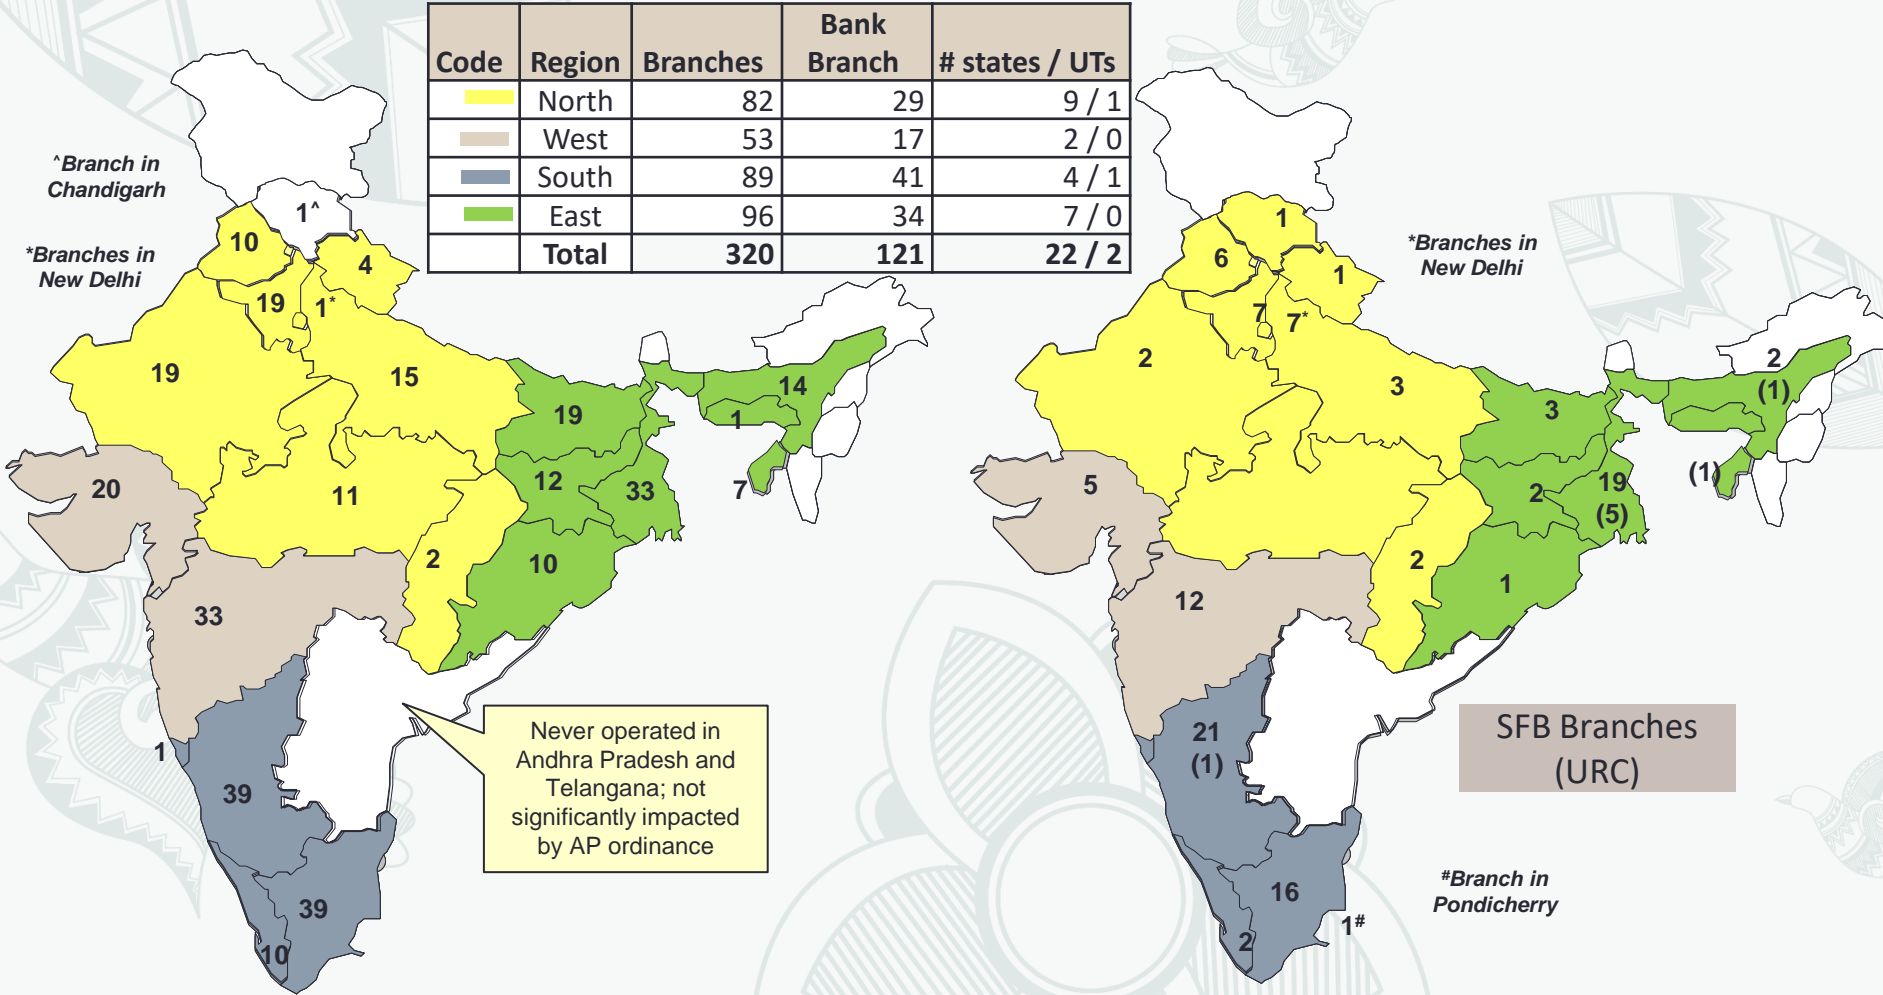 Code Region Branches Bank Branch # states / UTs
North 82 29 9 / 1
West 53 17 2 / 0
South 89 41 4 / 1
East 96 34 7 / 0
Total 320 121 22 / 2
^Branch in
Chandigarh
*Branches in
New Delhi
1^
10
4
19
1*
19
15
14
1
19
20
11
12
33
7
2
10
33
1
39
39
10
Never operated in
Andhra Pradesh and
Telangana; not
significantly impacted
by AP ordinance
*Branches in
New Delhi
1
6
1
7
7*
2
3
2
(1)
3
5
2
19
(5)
(1)
2
1
12
21
(1)
16
2
1#
SFB Branches
(URC)
#Branch in
Pondicherry